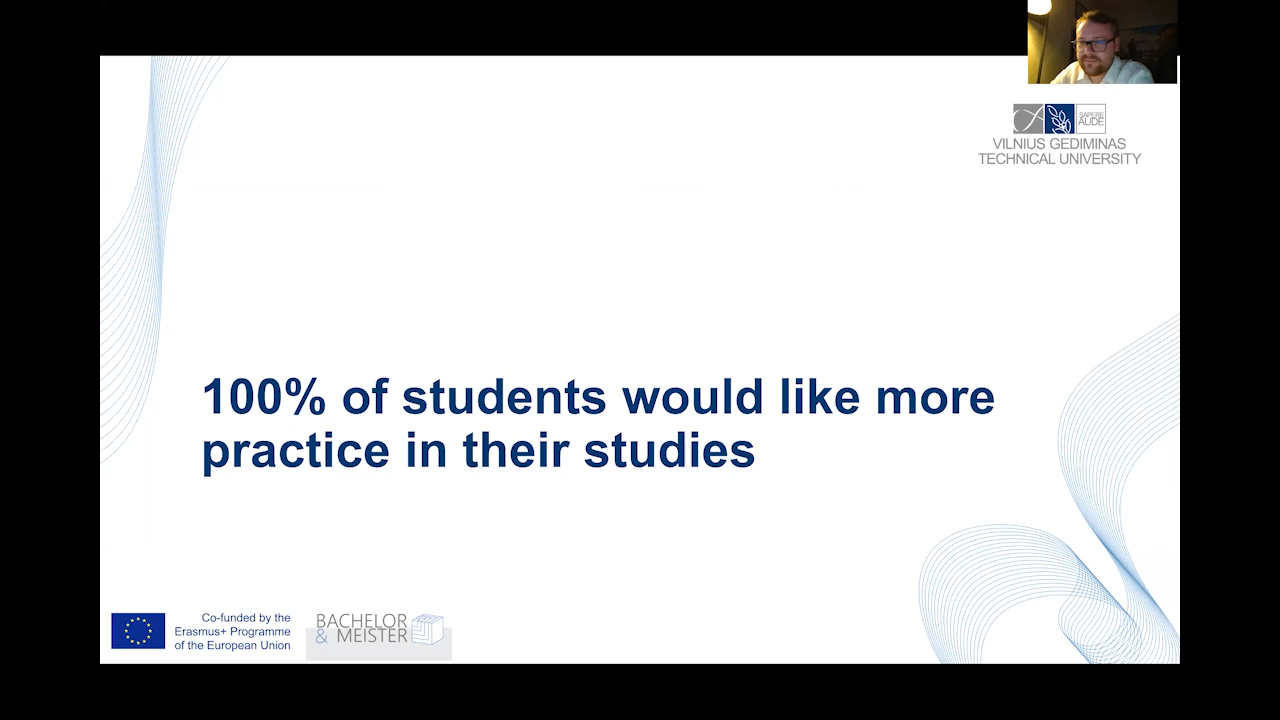 SAPERE
AUDE
VILNIUS GEDIMINAS
TECHNICAL UNIVERSITY
100% of students would like more
practice in their studies
Co-funded by the
Erasmus+ Programme
of the European Union
BACHELOR
& MEISTER